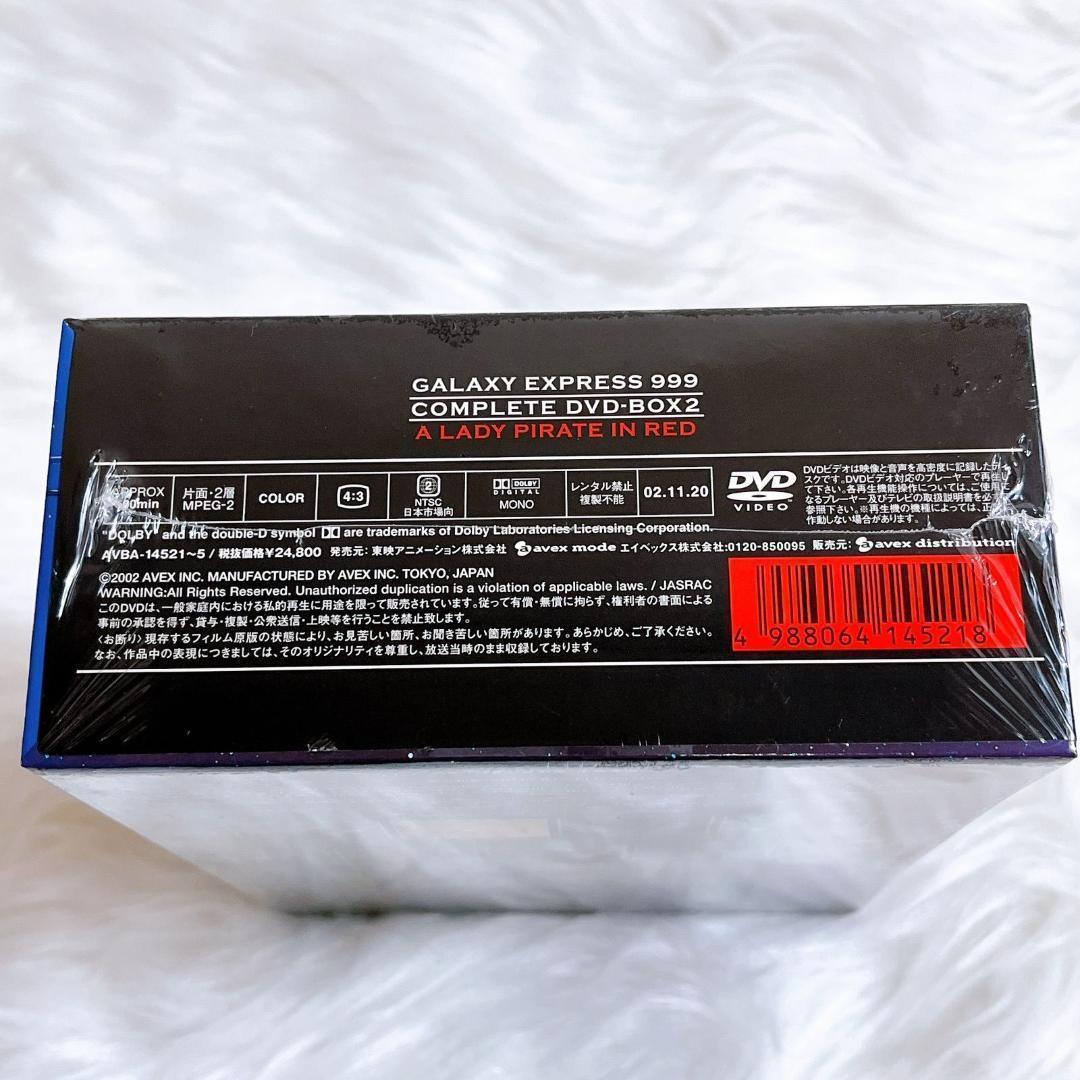 GALAXY EXPRESS 999
COMPLETE DVD-BOX2
A LADY PIRATE IN RED
APPROX
片面・2層
MPEG-2
COLOR
4:3
2
NTSC
日本市場向
DOLBY
DIGITAL
MONO
レンタル禁止
複製不能
02.11.20
DVD
VIDEO
DVDビデオは映像と音声を高密度に記録したディ
スクです。DVDビデオ対応のプレーヤーで再生し
て下さい。各再生機能操作については、ご使用に
なるプレーヤー及びテレビの取扱説明書を必ず
参照下さい。※再生機の機種によっては、正
作動しない場合があります。
"DOLBY" and the double-D symbol are trademarks of Dolby Laboratories Licensing Corporation.
AVBA-14521~5 / 税抜価格¥24,800 発売元:東映アニメーション株式会社 avex mode エイベックス株式会社:0120-850095 販売元: avex distribution
©2002 AVEX INC. MANUFACTURED BY AVEX INC. TOKYO, JAPAN
WARNING:All Rights Reserved. Unauthorized duplication is a violation of applicable laws. / JASRAC
このDVDは、一般家庭内における私的再生に用途を限って販売されています。従って有償・無償に拘らず、権利者の書面による
事前の承認を得ず、貸与・複製・公衆送信・上映等を行うことを禁止致します。
〈お断り〉現存するフィルム原版の状態により、お見苦しい箇所、お聞き苦しい箇所があります。あらかじめ、ご了承ください。
なお、作品中の表現につきましては、そのオリジナリティを尊重し、放送当時のまま収録しております。
4 988064 145218